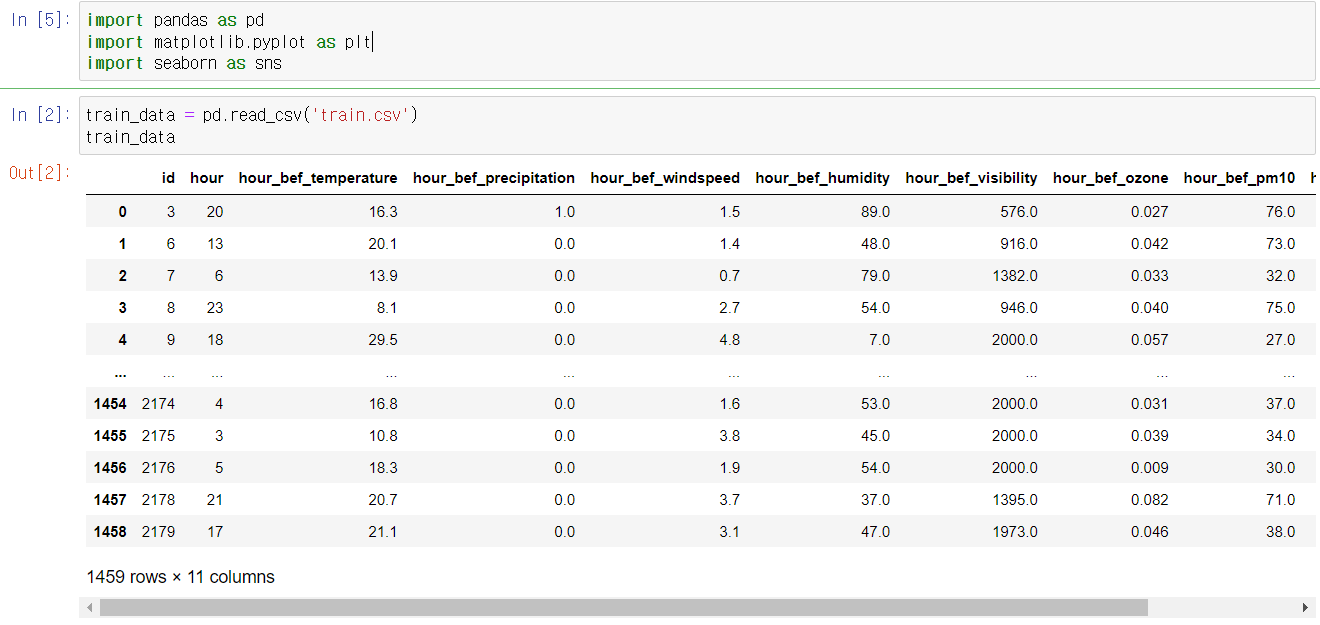 In [5]: import pandas as pd
import matplotlib.pyplot as plt
import seaborn as sns
In [2]: train_data = pd.read_csv('train.csv')
train_data
Out[2]:
id hour hour_bef_temperature hour_bef_precipitation hour_bef_windspeed hour_bef_humidity hour_bef_visibility hour_bef_ozone hour_bef_pm10
0 3 20 16.3 1.0 1.5 89.0 576.0 0.027 76.0
1 6 13 20.1 0.0 1.4 48.0 916.0 0.042 73.0
2 7 6 13.9 0.0 0.7 79.0 1382.0 0.033 32.0
3 8 23 8.1 0.0 2.7 54.0 946.0 0.040 75.0
4 9 18 29.5 0.0 4.8 7.0 2000.0 0.057 27.0
... ... ... ... ... ... ... ... ... ...
1454 2174 4 16.8 0.0 1.6 53.0 2000.0 0.031 37.0
1455 2175 3 10.8 0.0 3.8 45.0 2000.0 0.039 34.0
1456 2176 5 18.3 0.0 1.9 54.0 2000.0 0.009 30.0
1457 2178 21 20.7 0.0 3.7 37.0 1395.0 0.082 71.0
1458 2179 17 21.1 0.0 3.1 47.0 1973.0 0.046 38.0
1459 rows × 11 columns